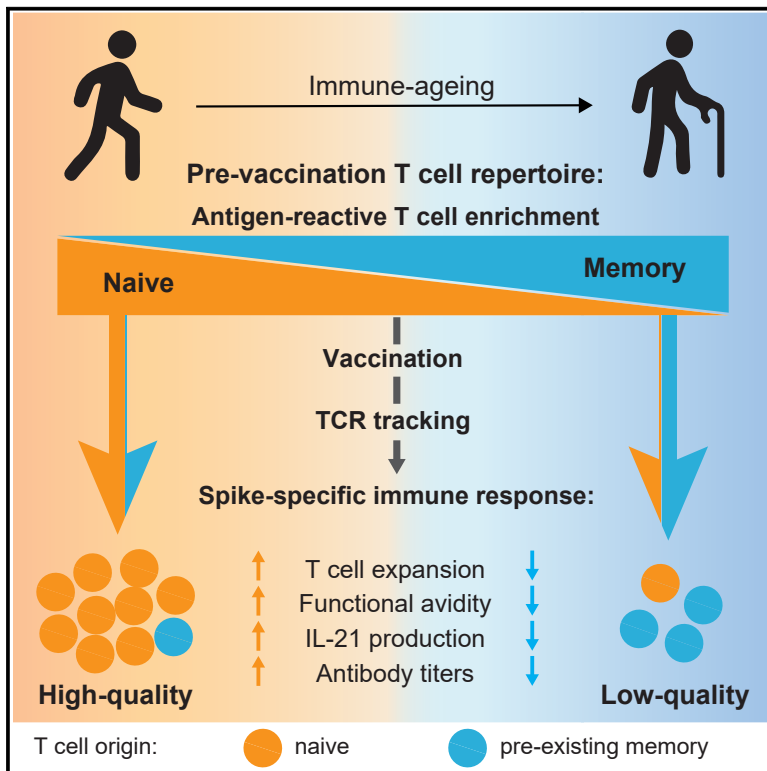 Immune-ageing
Pre-vaccination T cell repertoire:
Antigen-reactive T cell enrichment
Naive
Memory
Vaccination
TCR tracking
Spike-specific immune response:
T cell expansion
Functional avidity
IL-21 production
Antibody titers
High-quality
Low-quality
T cell origin: naive pre-existing memory